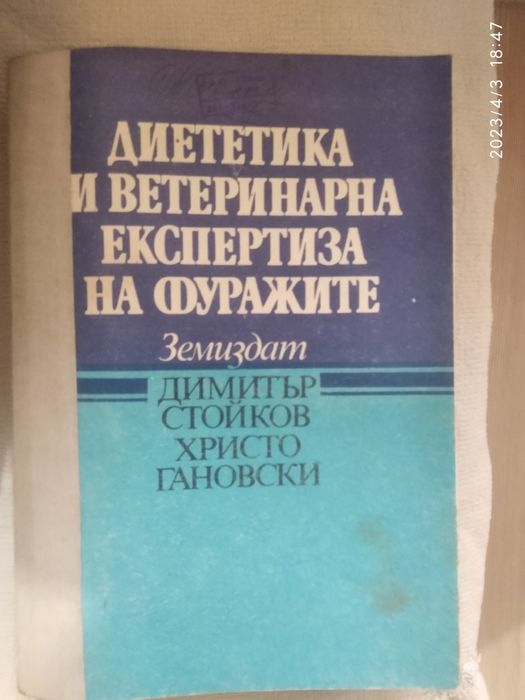 ДИЕТЕТИКА
И ВЕТЕРИНАРНА
ЕКСПЕРТИЗА
НА ФУРАЖИТЕ
Земиздат
ДИМИТЪР
СТОЙКОВ
ХРИСТО
ГАНОВСКИ
2023/4/3 18:47